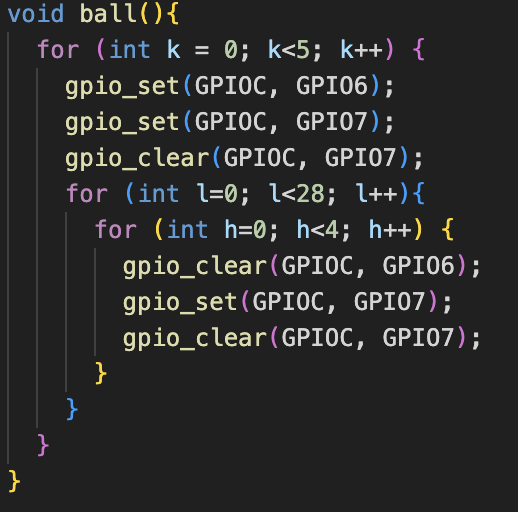 void ball(){
for (int k = 0; k<5; k++) {
gpio_set(GPIOC, GPIO6);
gpio_set(GPIOC, GPIO7);
gpio_clear(GPIOC, GPIO7);
for (int l=0; l<28; l++){
for (int h=0; h<4; h++) {
gpio_clear(GPIOC, GPIO6);
gpio_set(GPIOC, GPIO7);
gpio_clear(GPIOC, GPIO7);
}
}
}
}